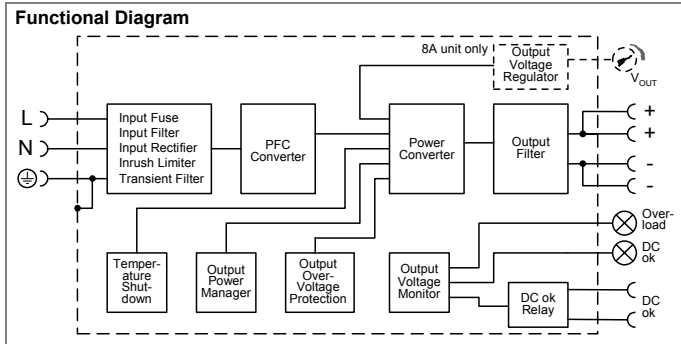 Functional Diagram
8A unit only
Output
Voltage
Regulator
V OUT
L
N
Input Fuse
Input Filter
Input Rectifier
Inrush Limiter
Transient Filter
PFC
Converter
Power
Converter
Output
Filter
+
+
-
-
Over-
load
DC
ok
Temper-
ature
Shut-
down
Output
Power
Manager
Output
Over-
Voltage
Protection
Output
Voltage
Monitor
DC ok
Relay
DC
ok